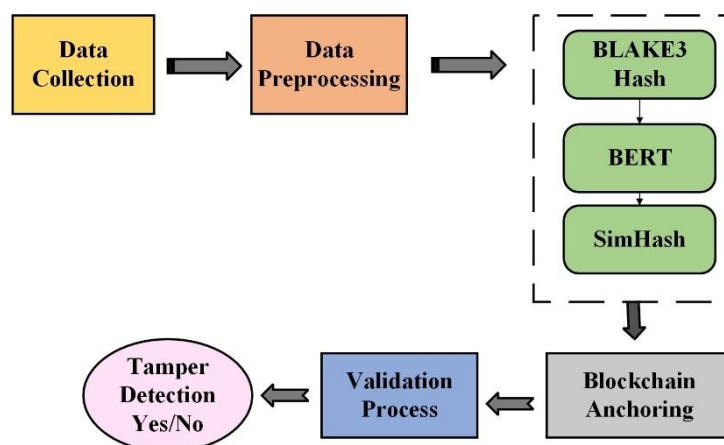 Data
Collection
Data
Preprocessing
BLAKE3
Hash
BERT
SimHash
Blockchain
Anchoring
Validation
Process
Tamper
Detection
Yes/No